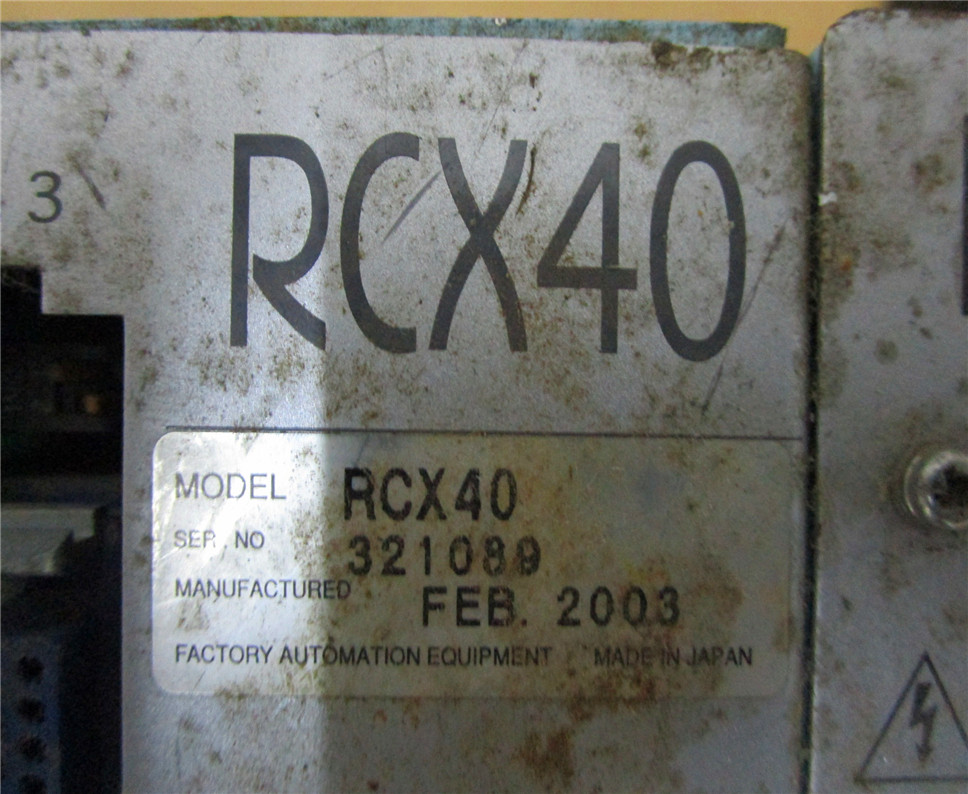 RCX40
3
MODEL RCX40
SER. NO 321089
MANUFACTURED FEB. 2003
FACTORY AUTOMATION EQUIPMENT MADE IN JAPAN